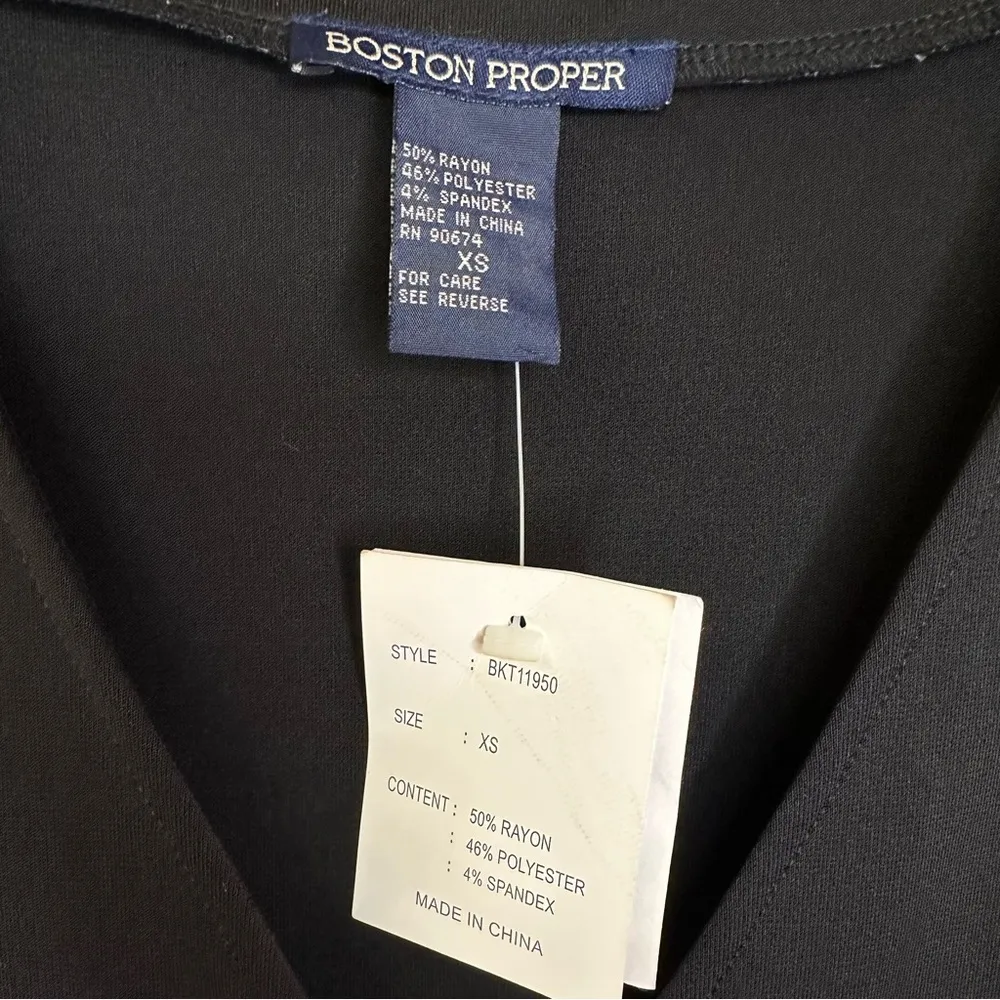 BOSTON PROPER
50% RAYON
46% POLYESTER
4% SPANDEX
MADE IN CHINA
RN 90674
XS
FOR CARE
SEE REVERSE
STYLE : BKT11950
SIZE : XS
CONTENT : 50% RAYON
: 46% POLYESTER
: 4% SPANDEX
MADE IN CHINA